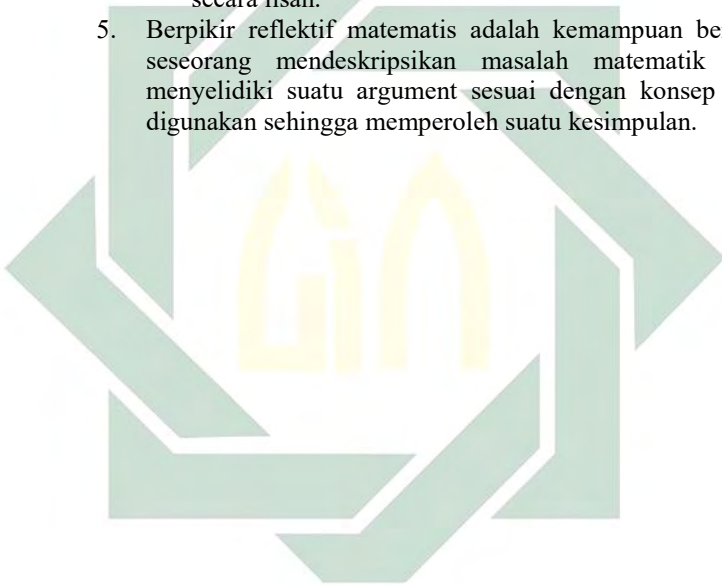 secara lisan.
5. Berpikir reflektif matematis adalah kemampuan
seseorang mendeskripsikan masalah matematik
menyelidiki suatu argument sesuai dengan konsep
digunakan sehingga memperoleh suatu kesimpulan.